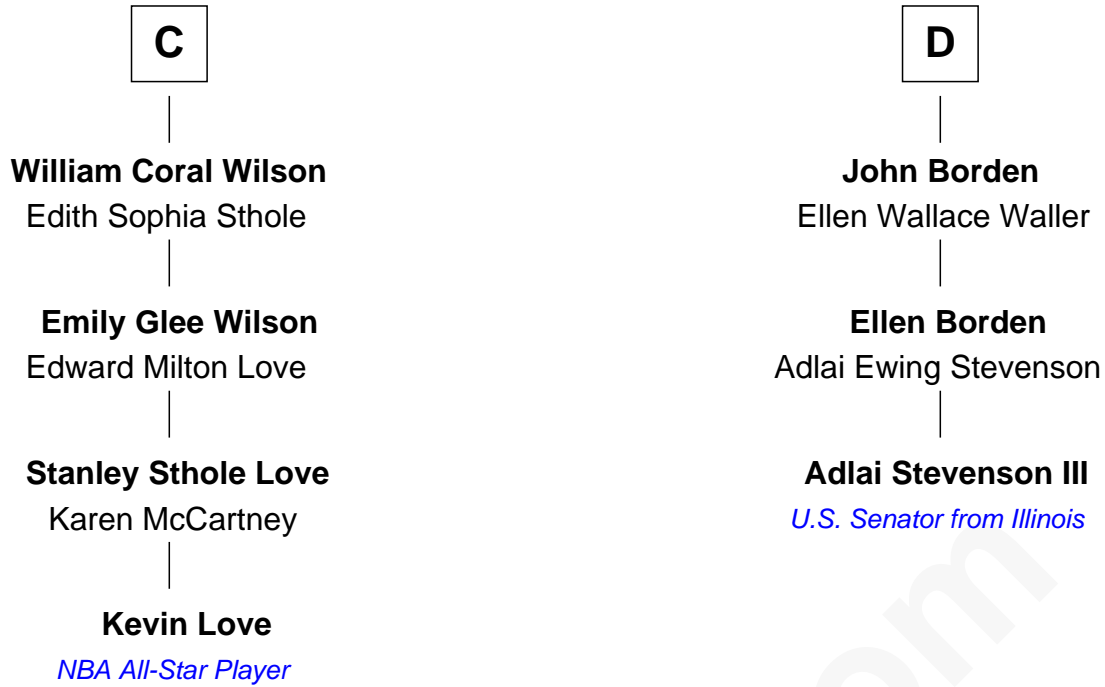 C
William Coral Wilson
Edith Sophia Sthole
Emily Glee Wilson
Edward Milton Love
Stanley Sthole Love
Karen McCartney
Kevin Love
NBA All-Star Player
D
John Borden
Ellen Wallace Waller
Ellen Borden
Adlai Ewing Stevenson
Adlai Stevenson III
U.S. Senator from Illinois
om